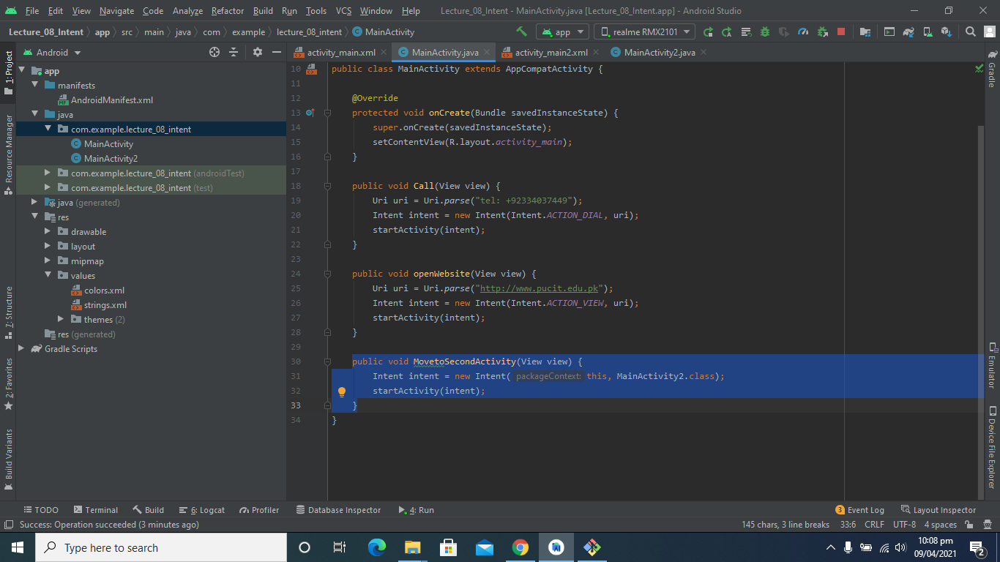 File Edit View Navigate Code Analyze Refactor Build Run Tools VCS Window Help Lecture_08_Intent - MainActivity.java [Lecture_08_Intent.app] - Android Studio
Lecture_08_Intent app src main java com example lecture_08_intent MainActivity app realme RMX2101
Android activity_main.xml MainActivity.java activity_main2.xml MainActivity2.java
1: Project
Resource Manager
7: Structure
2: Favorites
Build Variants
app
manifests
AndroidManifest.xml
java
com.example.lecture_08_intent
MainActivity
MainActivity2
com.example.lecture_08_intent (androidTest)
com.example.lecture_08_intent (test)
java (generated)
res
drawable
layout
mipmap
values
colors.xml
strings.xml
themes (2)
res (generated)
Gradle Scripts
10 public class MainActivity extends AppCompatActivity {
11
12 @Override
13 protected void onCreate(Bundle savedInstanceState) {
14 super.onCreate(savedInstanceState);
15 setContentView(R.layout.activity_main);
16 }
17
18 public void Call(View view) {
19 Uri uri = Uri.parse("tel: +92334037449");
20 Intent intent = new Intent(Intent.ACTION_DIAL, uri);
21 startActivity(intent);
22 }
23
24 public void openWebsite(View view) {
25 Uri uri = Uri.parse("http://www.pucit.edu.pk");
26 Intent intent = new Intent(Intent.ACTION_VIEW, uri);
27 startActivity(intent);
28 }
29
30 public void MovetoSecondActivity(View view) {
31 Intent intent = new Intent( packageContext: this, MainActivity2.class);
32 startActivity(intent);
33 }
34 }
Gradle
Emulator
Device File Explorer
TODO Terminal Build 6: Logcat Profiler Database Inspector 4: Run 3 Event Log Layout Inspector
Success: Operation succeeded (3 minutes ago) 145 chars, 3 line breaks 33:6 CRLF UTF-8 4 spaces
Type here to search
10:08 pm
09/04/2021
2